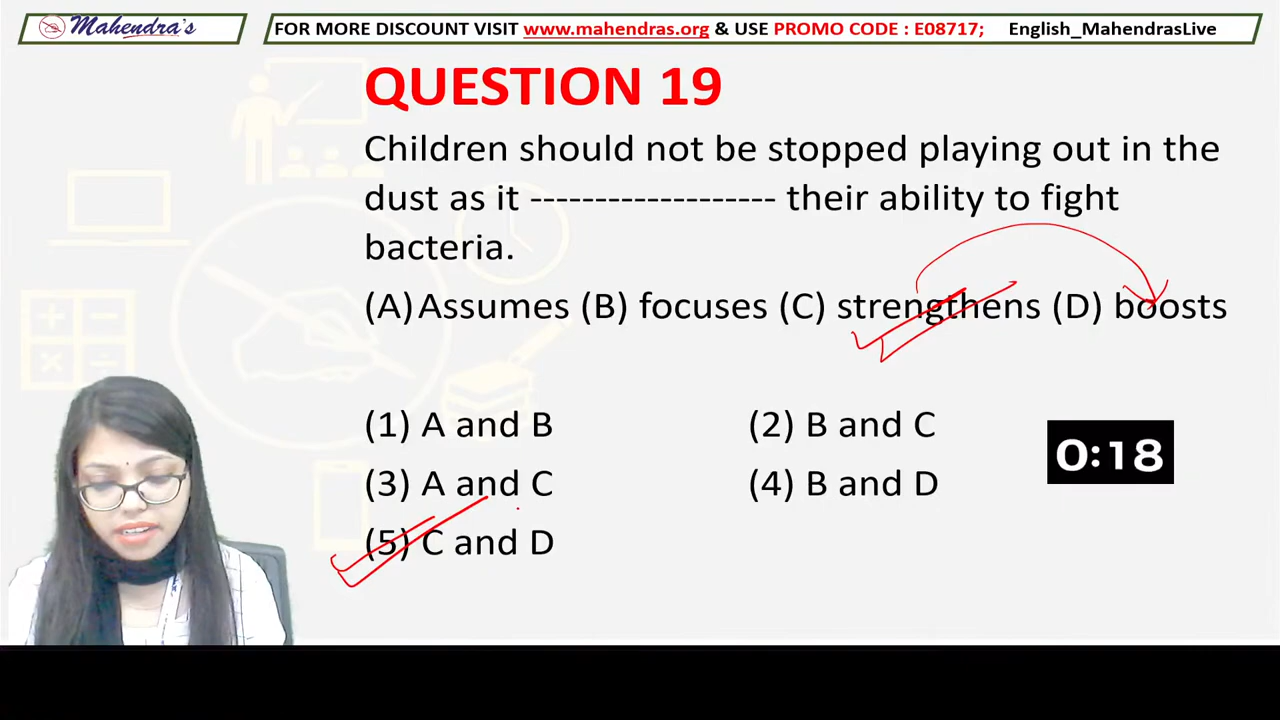 Mahendra's
FOR MORE DISCOUNT VISIT www.mahendras.org & USE PROMO CODE : E08717; English_MahendrasLive
QUESTION 19
Children should not be stopped playing out in the
dust as it ------------------- their ability to fight
bacteria.
(A) Assumes (B) focuses (C) strengthens (D) boosts
(1) A and B (2) B and C
(3) A and C (4) B and D
(5) C and D
0:18